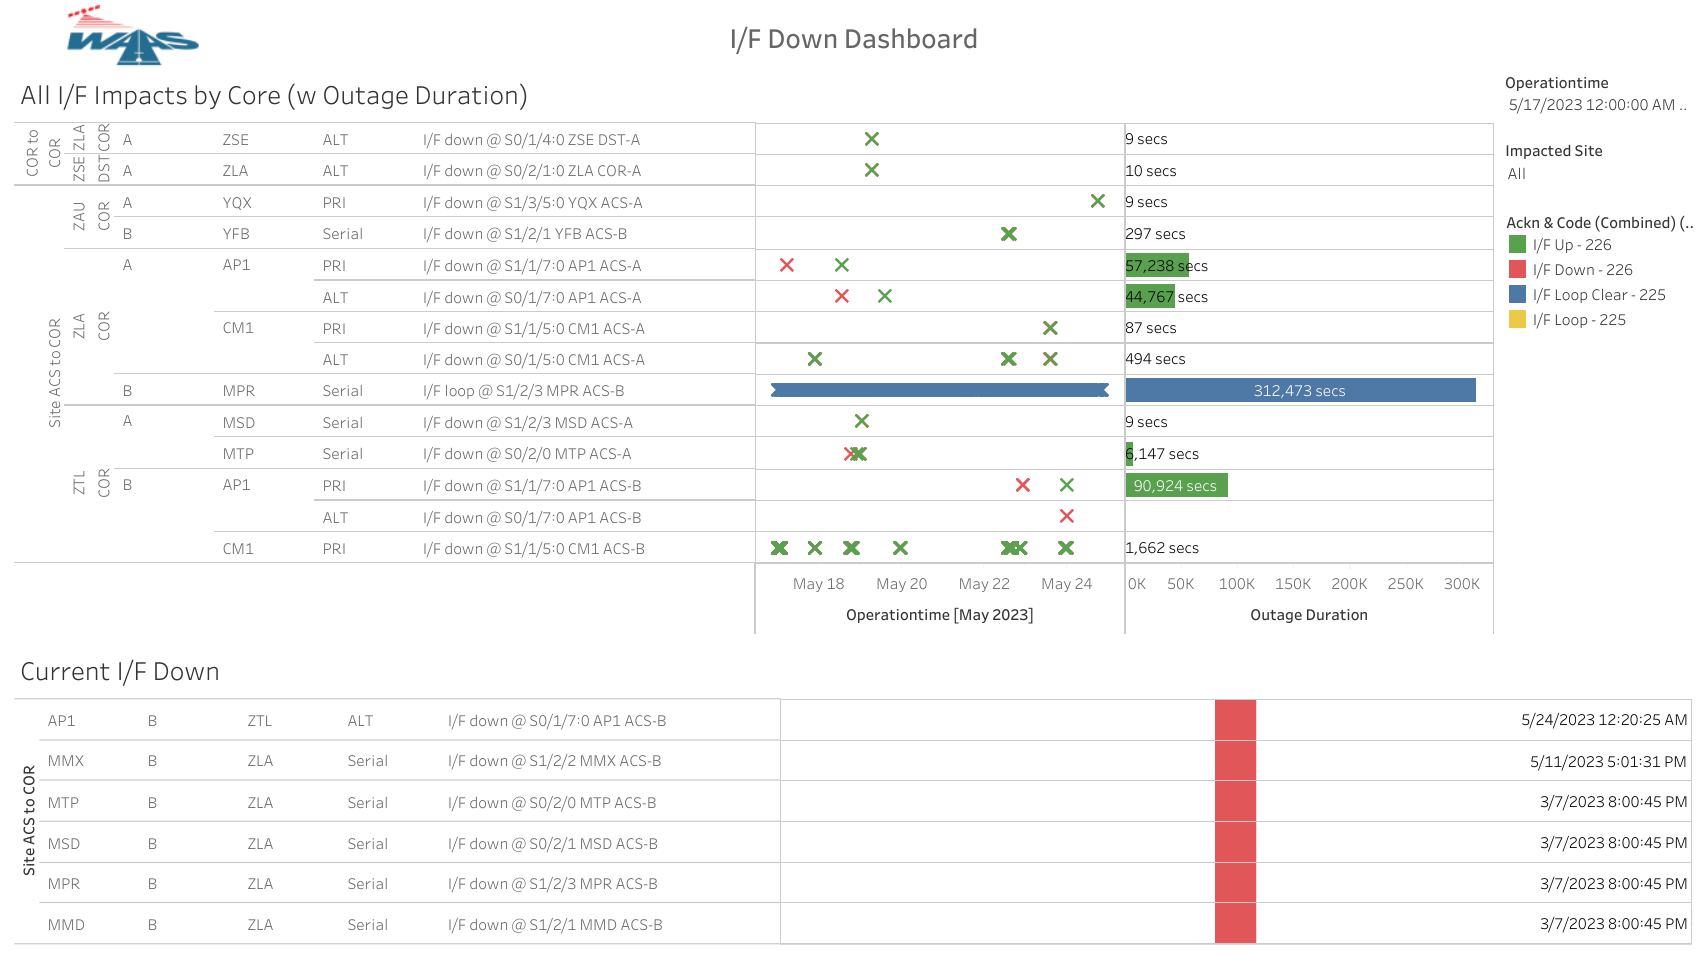 WAAS
I/F Down Dashboard
All I/F Impacts by Core (w Outage Duration)
Operationtime
5/17/2023 12:00:00 AM ..
Impacted Site
All
Ackn & Code (Combined) (..
I/F Up - 226
I/F Down - 226
I/F Loop Clear - 225
I/F Loop - 225
COR to COR
ZLA COR
A ZSE ALT I/F down @ S0/1/4:0 ZSE DST-A 9 secs
ZSE DST
A ZLA ALT I/F down @ S0/2/1:0 ZLA COR-A 10 secs
Site ACS to COR
ZAU COR
A YQX PRI I/F down @ S1/3/5:0 YQX ACS-A 9 secs
B YFB Serial I/F down @ S1/2/1 YFB ACS-B 297 secs
ZLA COR
A AP1 PRI I/F down @ S1/1/7:0 AP1 ACS-A 57,238 secs
ALT I/F down @ S0/1/7:0 AP1 ACS-A 44,767 secs
CM1 PRI I/F down @ S1/1/5:0 CM1 ACS-A 87 secs
ALT I/F down @ S0/1/5:0 CM1 ACS-A 494 secs
B MPR Serial I/F loop @ S1/2/3 MPR ACS-B 312,473 secs
ZTL COR
A MSD Serial I/F down @ S1/2/3 MSD ACS-A 9 secs
MTP Serial I/F down @ S0/2/0 MTP ACS-A 6,147 secs
B AP1 PRI I/F down @ S1/1/7:0 AP1 ACS-B 90,924 secs
ALT I/F down @ S0/1/7:0 AP1 ACS-B
CM1 PRI I/F down @ S1/1/5:0 CM1 ACS-B 1,662 secs
May 18 May 20 May 22 May 24 0K 50K 100K 150K 200K 250K 300K
Operationtime [May 2023] Outage Duration
Current I/F Down
Site ACS to COR
AP1 B ZTL ALT I/F down @ S0/1/7:0 AP1 ACS-B 5/24/2023 12:20:25 AM
MMX B ZLA Serial I/F down @ S1/2/2 MMX ACS-B 5/11/2023 5:01:31 PM
MTP B ZLA Serial I/F down @ S0/2/0 MTP ACS-B 3/7/2023 8:00:45 PM
MSD B ZLA Serial I/F down @ S0/2/1 MSD ACS-B 3/7/2023 8:00:45 PM
MPR B ZLA Serial I/F down @ S1/2/3 MPR ACS-B 3/7/2023 8:00:45 PM
MMD B ZLA Serial I/F down @ S1/2/1 MMD ACS-B 3/7/2023 8:00:45 PM